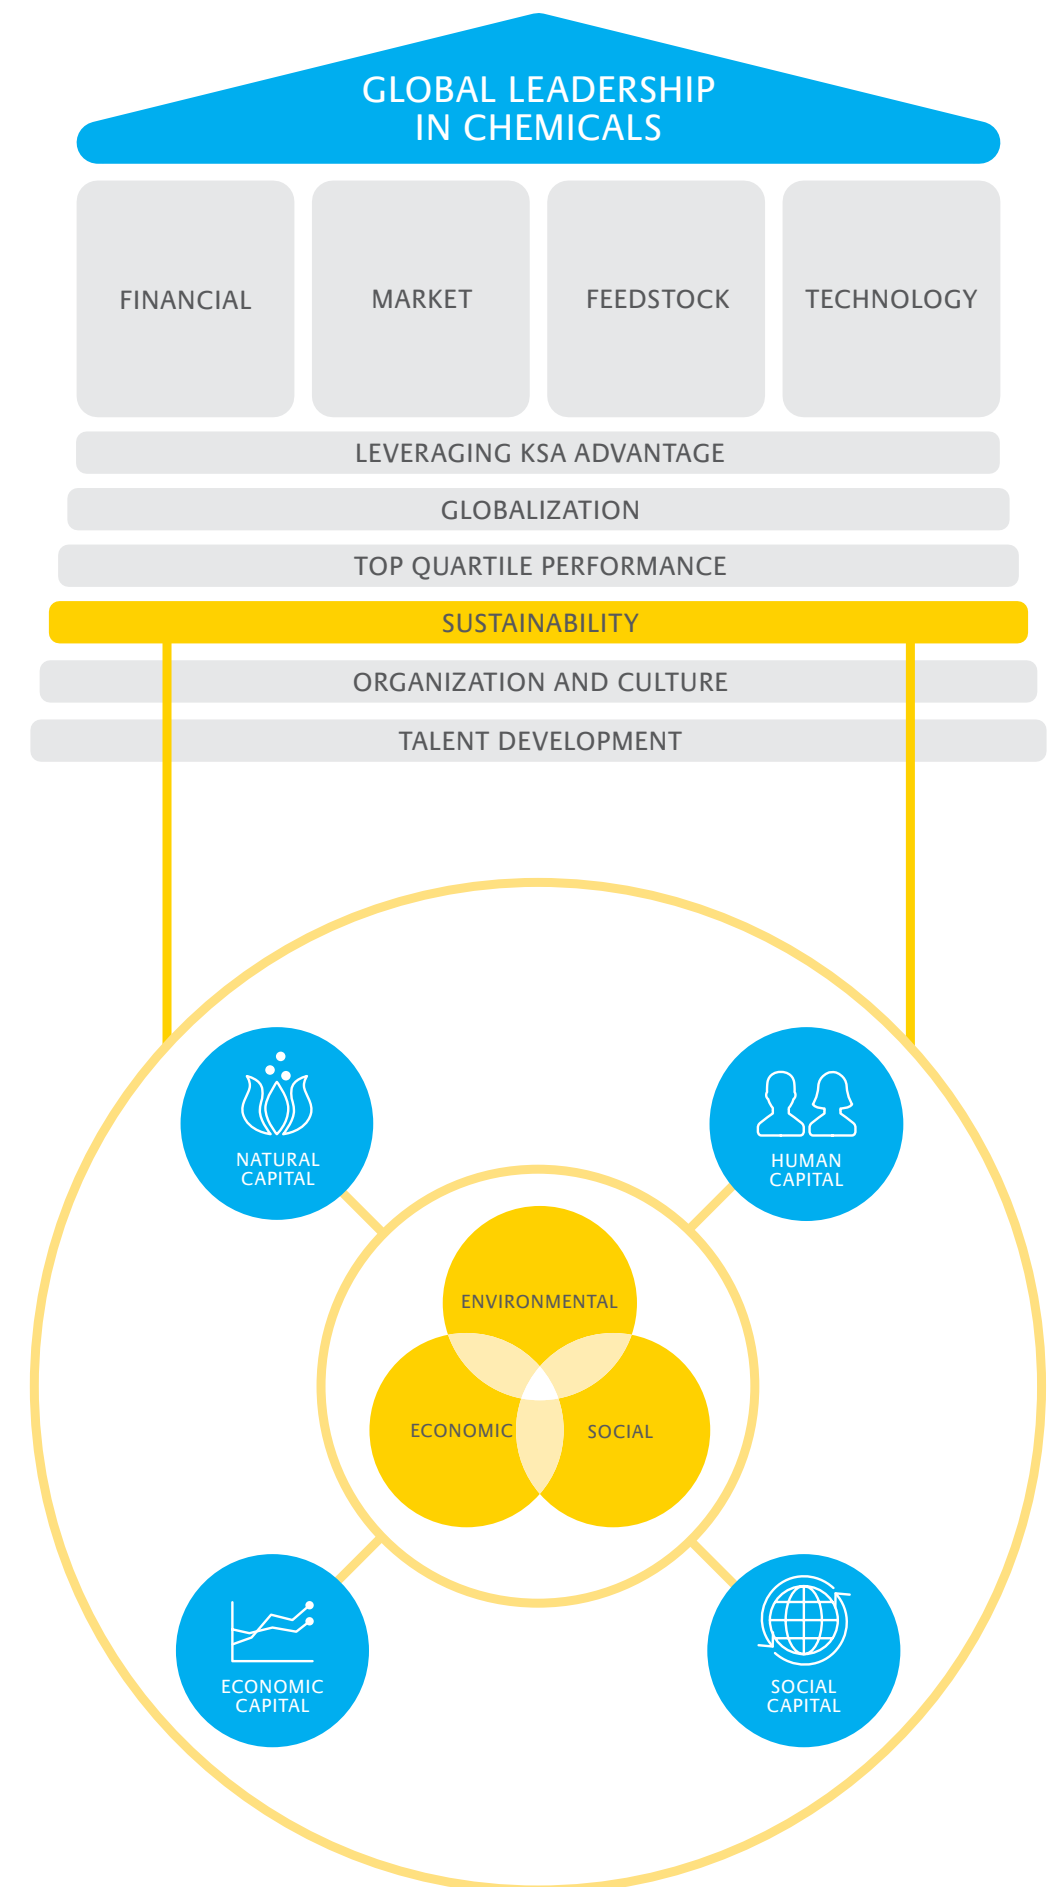 GLOBAL LEADERSHIP
IN CHEMICALS
FINANCIAL
MARKET
FEEDSTOCK
TECHNOLOGY
LEVERAGING KSA ADVANTAGE
GLOBALIZATION
TOP QUARTILE PERFORMANCE
SUSTAINABILITY
ORGANIZATION AND CULTURE
TALENT DEVELOPMENT
NATURAL
CAPITAL
HUMAN
CAPITAL
ENVIRONMENTAL
ECONOMIC
SOCIAL
ECONOMIC
CAPITAL
SOCIAL
CAPITAL